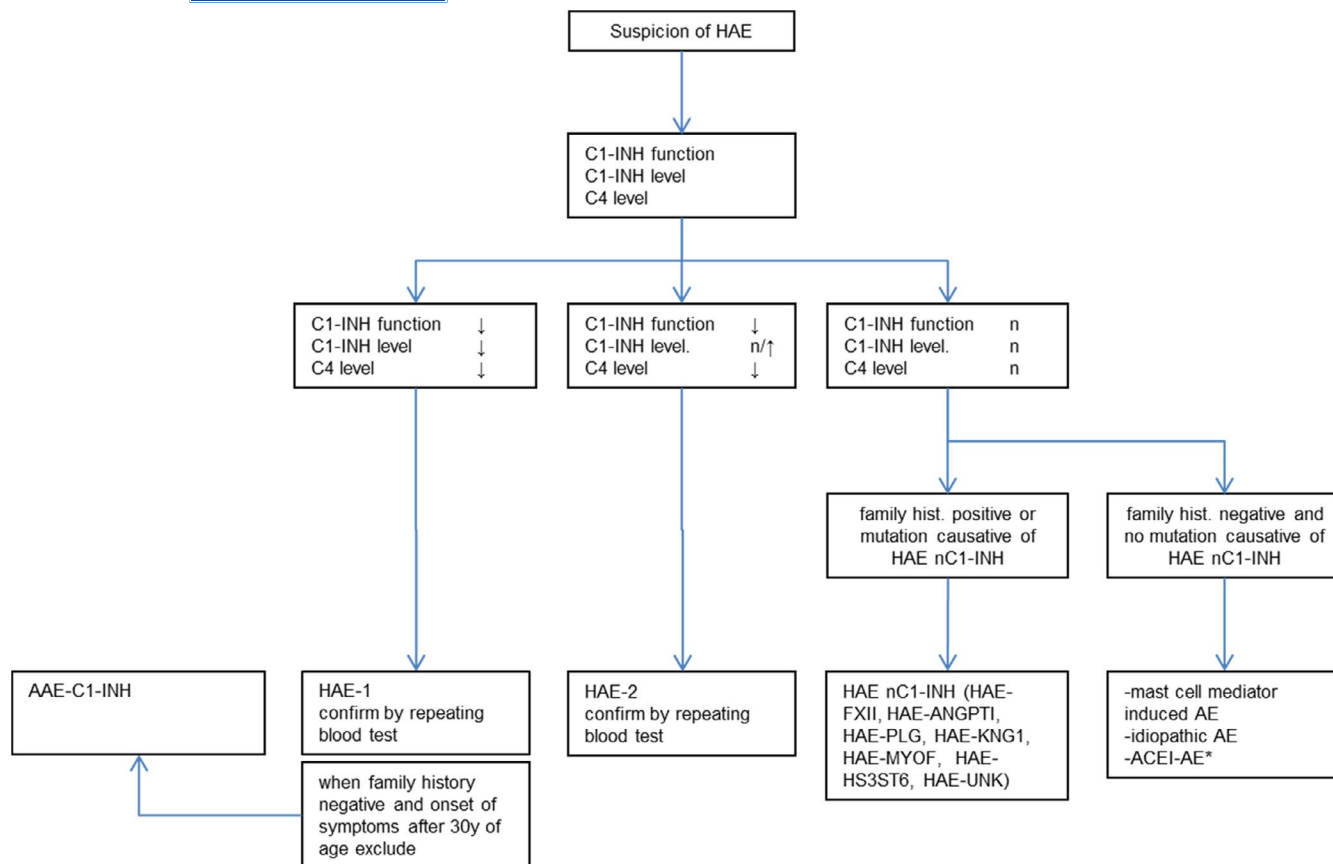 Suspicion of HAE
C1-INH function
C1-INH level
C4 level
C1-INH function ↓
C1-INH level ↓
C4 level ↓
C1-INH function ↓
C1-INH level. n/↑
C4 level ↓
C1-INH function n
C1-INH level. n
C4 level n
family hist. positive or
mutation causative of
HAE nC1-INH
family hist. negative and
no mutation causative of
HAE nC1-INH
AAE-C1-INH
HAE-1
confirm by repeating
blood test
HAE-2
confirm by repeating
blood test
HAE nC1-INH (HAE-
FXII, HAE-ANGPTI,
HAE-PLG, HAE-KNG1,
HAE-MYOF, HAE-
HS3ST6, HAE-UNK)
-mast cell mediator
induced AE
-idiopathic AE
-ACEI-AE*
when family history
negative and onset of
symptoms after 30y of
age exclude